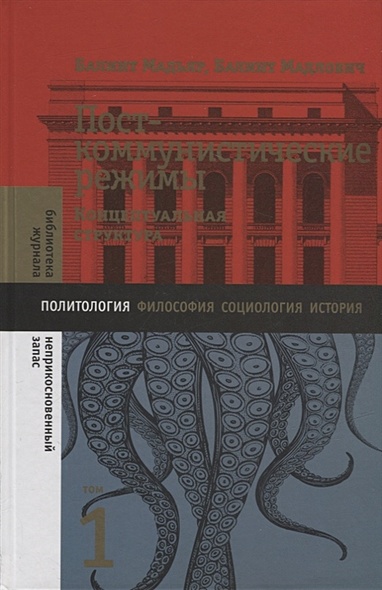 Балинт Мадьяр, Балинт Мадлович
Пост-
коммунистические
режимы
Концептуальная
структура
библиотека
журнала
ПОЛИТОЛОГИЯ ФИЛОСОФИЯ СОЦИОЛОГИЯ ИСТОРИЯ
неприкосновенный
запас
ТОМ
1